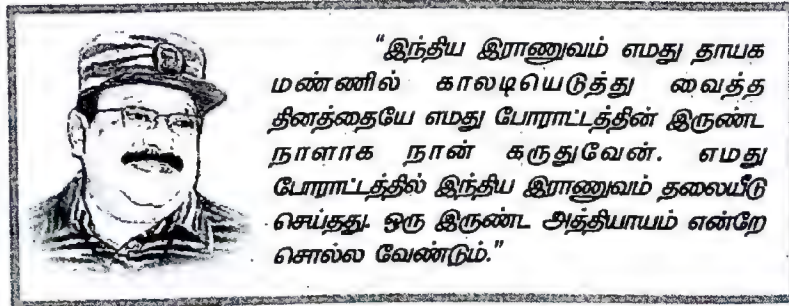 “இந்திய இராணுவம் எமது தாயக
மண்ணில் காலடியெடுத்து வைத்த
தினத்தையே எமது போராட்டத்தின் இருண்ட
நாளாக நான் கருதுவேன். எமது
போராட்டத்தில் இந்திய இராணுவம் தலையீடு
செய்தது. ஒரு இருண்ட அத்தியாயம் என்றே
சொல்ல வேண்டும்.”